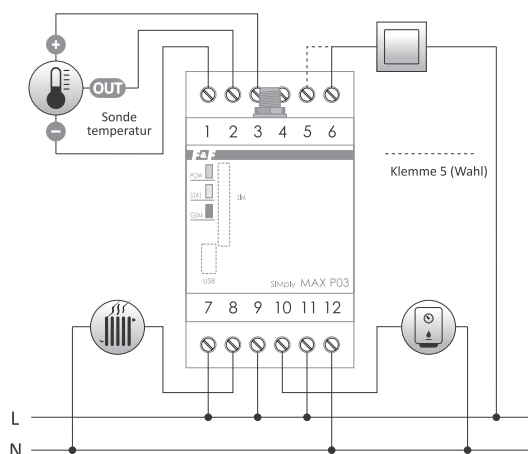 +
OUT
Sonde
temperatur
−
1 2 3 4 5 6
Klemme 5 (Wahl)
F&F
POW
STAT
SIM
GSM
USB
SIMply MAX P03
7 8 9 10 11 12
L
N